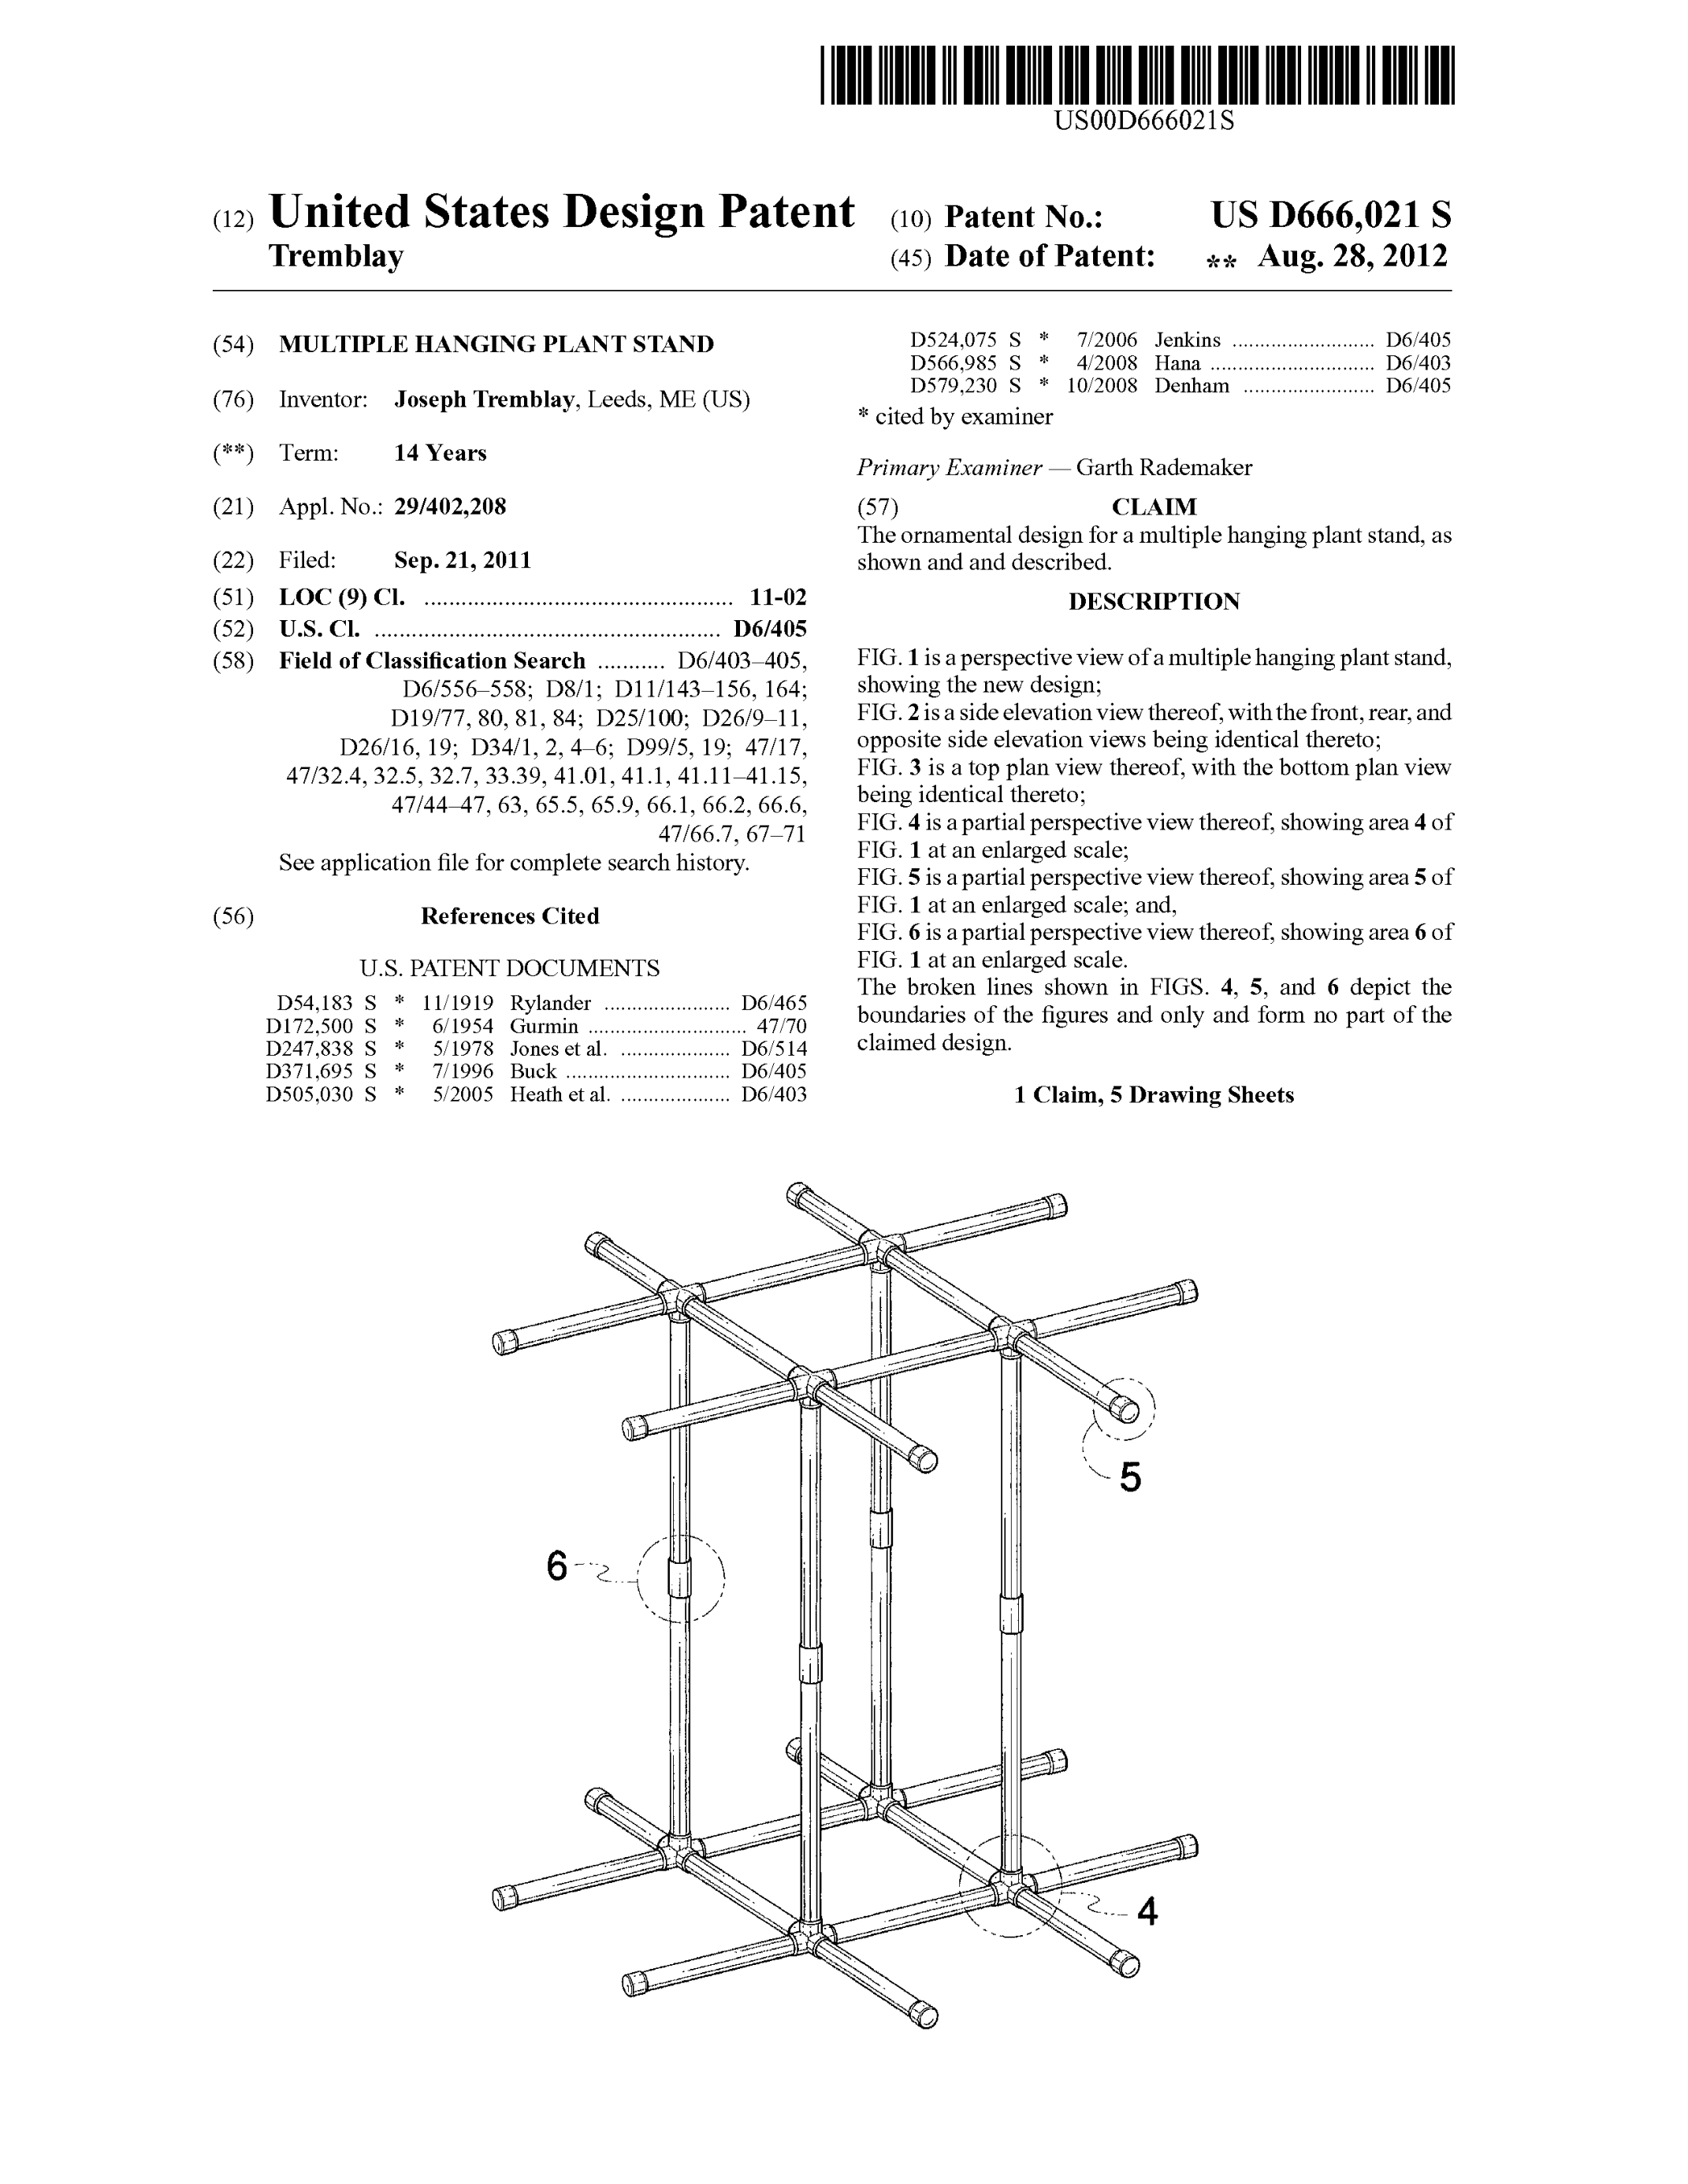 US00D666021S
(12) United States Design Patent
Tremblay
(10) Patent No.: US D666,021 S
(45) Date of Patent: ** Aug. 28, 2012
(54) MULTIPLE HANGING PLANT STAND
(76) Inventor: Joseph Tremblay, Leeds, ME (US)
(**) Term: 14 Years
(21) Appl. No.: 29/402,208
(22) Filed: Sep. 21, 2011
(51) LOC (9) Cl. ................................................. 11-02
(52) U.S. Cl. ....................................................... D6/405
(58) Field of Classification Search ........... D6/403–405,
D6/556–558; D8/1; D11/143–156, 164;
D19/77, 80, 81, 84; D25/100; D26/9–11,
D26/16, 19; D34/1, 2, 4–6; D99/5, 19; 47/17,
47/32.4, 32.5, 32.7, 33.39, 41.01, 41.1, 41.11–41.15,
47/44–47, 63, 65.5, 65.9, 66.1, 66.2, 66.6,
47/66.7, 67–71
See application file for complete search history.
(56) References Cited
U.S. PATENT DOCUMENTS
D54,183 S * 11/1919 Rylander ....................... D6/465
D172,500 S * 6/1954 Gurmin ............................. 47/70
D247,838 S * 5/1978 Jones et al. .................... D6/514
D371,695 S * 7/1996 Buck .............................. D6/405
D505,030 S * 5/2005 Heath et al. .................... D6/403
D524,075 S * 7/2006 Jenkins .......................... D6/405
D566,985 S * 4/2008 Hana .............................. D6/403
D579,230 S * 10/2008 Denham ........................ D6/405
* cited by examiner
Primary Examiner — Garth Rademaker
(57) CLAIM
The ornamental design for a multiple hanging plant stand, as
shown and and described.
DESCRIPTION
FIG. 1 is a perspective view of a multiple hanging plant stand,
showing the new design;
FIG. 2 is a side elevation view thereof, with the front, rear, and
opposite side elevation views being identical thereto;
FIG. 3 is a top plan view thereof, with the bottom plan view
being identical thereto;
FIG. 4 is a partial perspective view thereof, showing area 4 of
FIG. 1 at an enlarged scale;
FIG. 5 is a partial perspective view thereof, showing area 5 of
FIG. 1 at an enlarged scale; and,
FIG. 6 is a partial perspective view thereof, showing area 6 of
FIG. 1 at an enlarged scale.
The broken lines shown in FIGS. 4, 5, and 6 depict the
boundaries of the figures and only and form no part of the
claimed design.
1 Claim, 5 Drawing Sheets
5
6
4